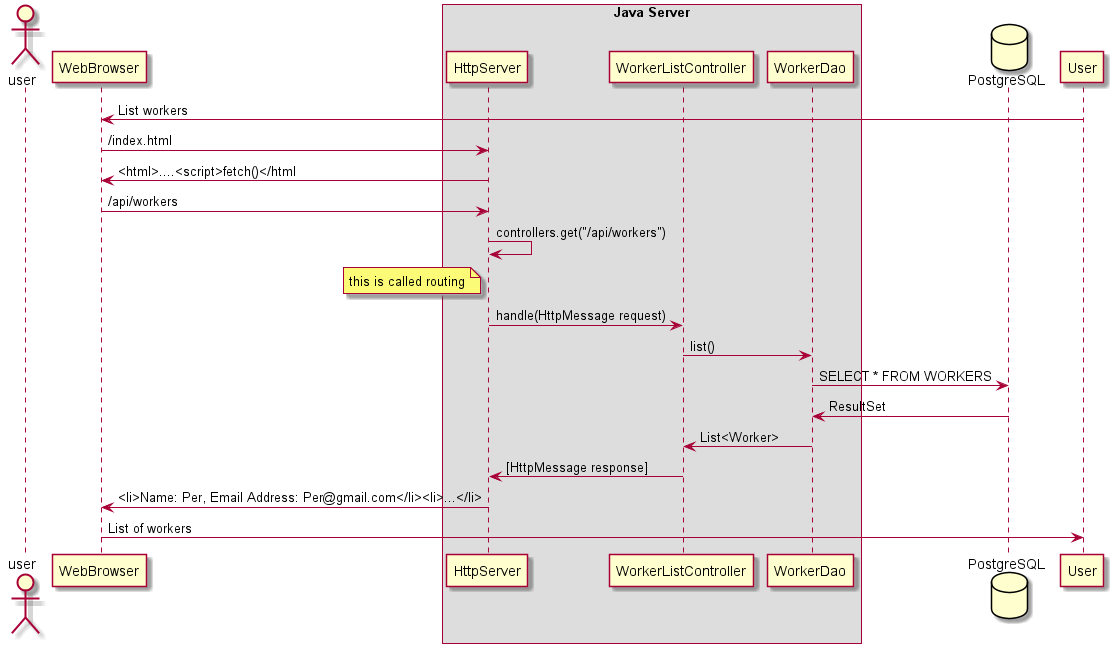 Java Server
user
WebBrowser
HttpServer
WorkerListController
WorkerDao
PostgreSQL
User
List workers
/index.html
<html>....<script>fetch()</html
/api/workers
controllers.get("/api/workers")
this is called routing
handle(HttpMessage request)
list()
SELECT * FROM WORKERS
ResultSet
List<Worker>
[HttpMessage response]
<li>Name: Per, Email Address: Per@gmail.com</li><li>...</li>
List of workers
user
WebBrowser
HttpServer
WorkerListController
WorkerDao
PostgreSQL
User